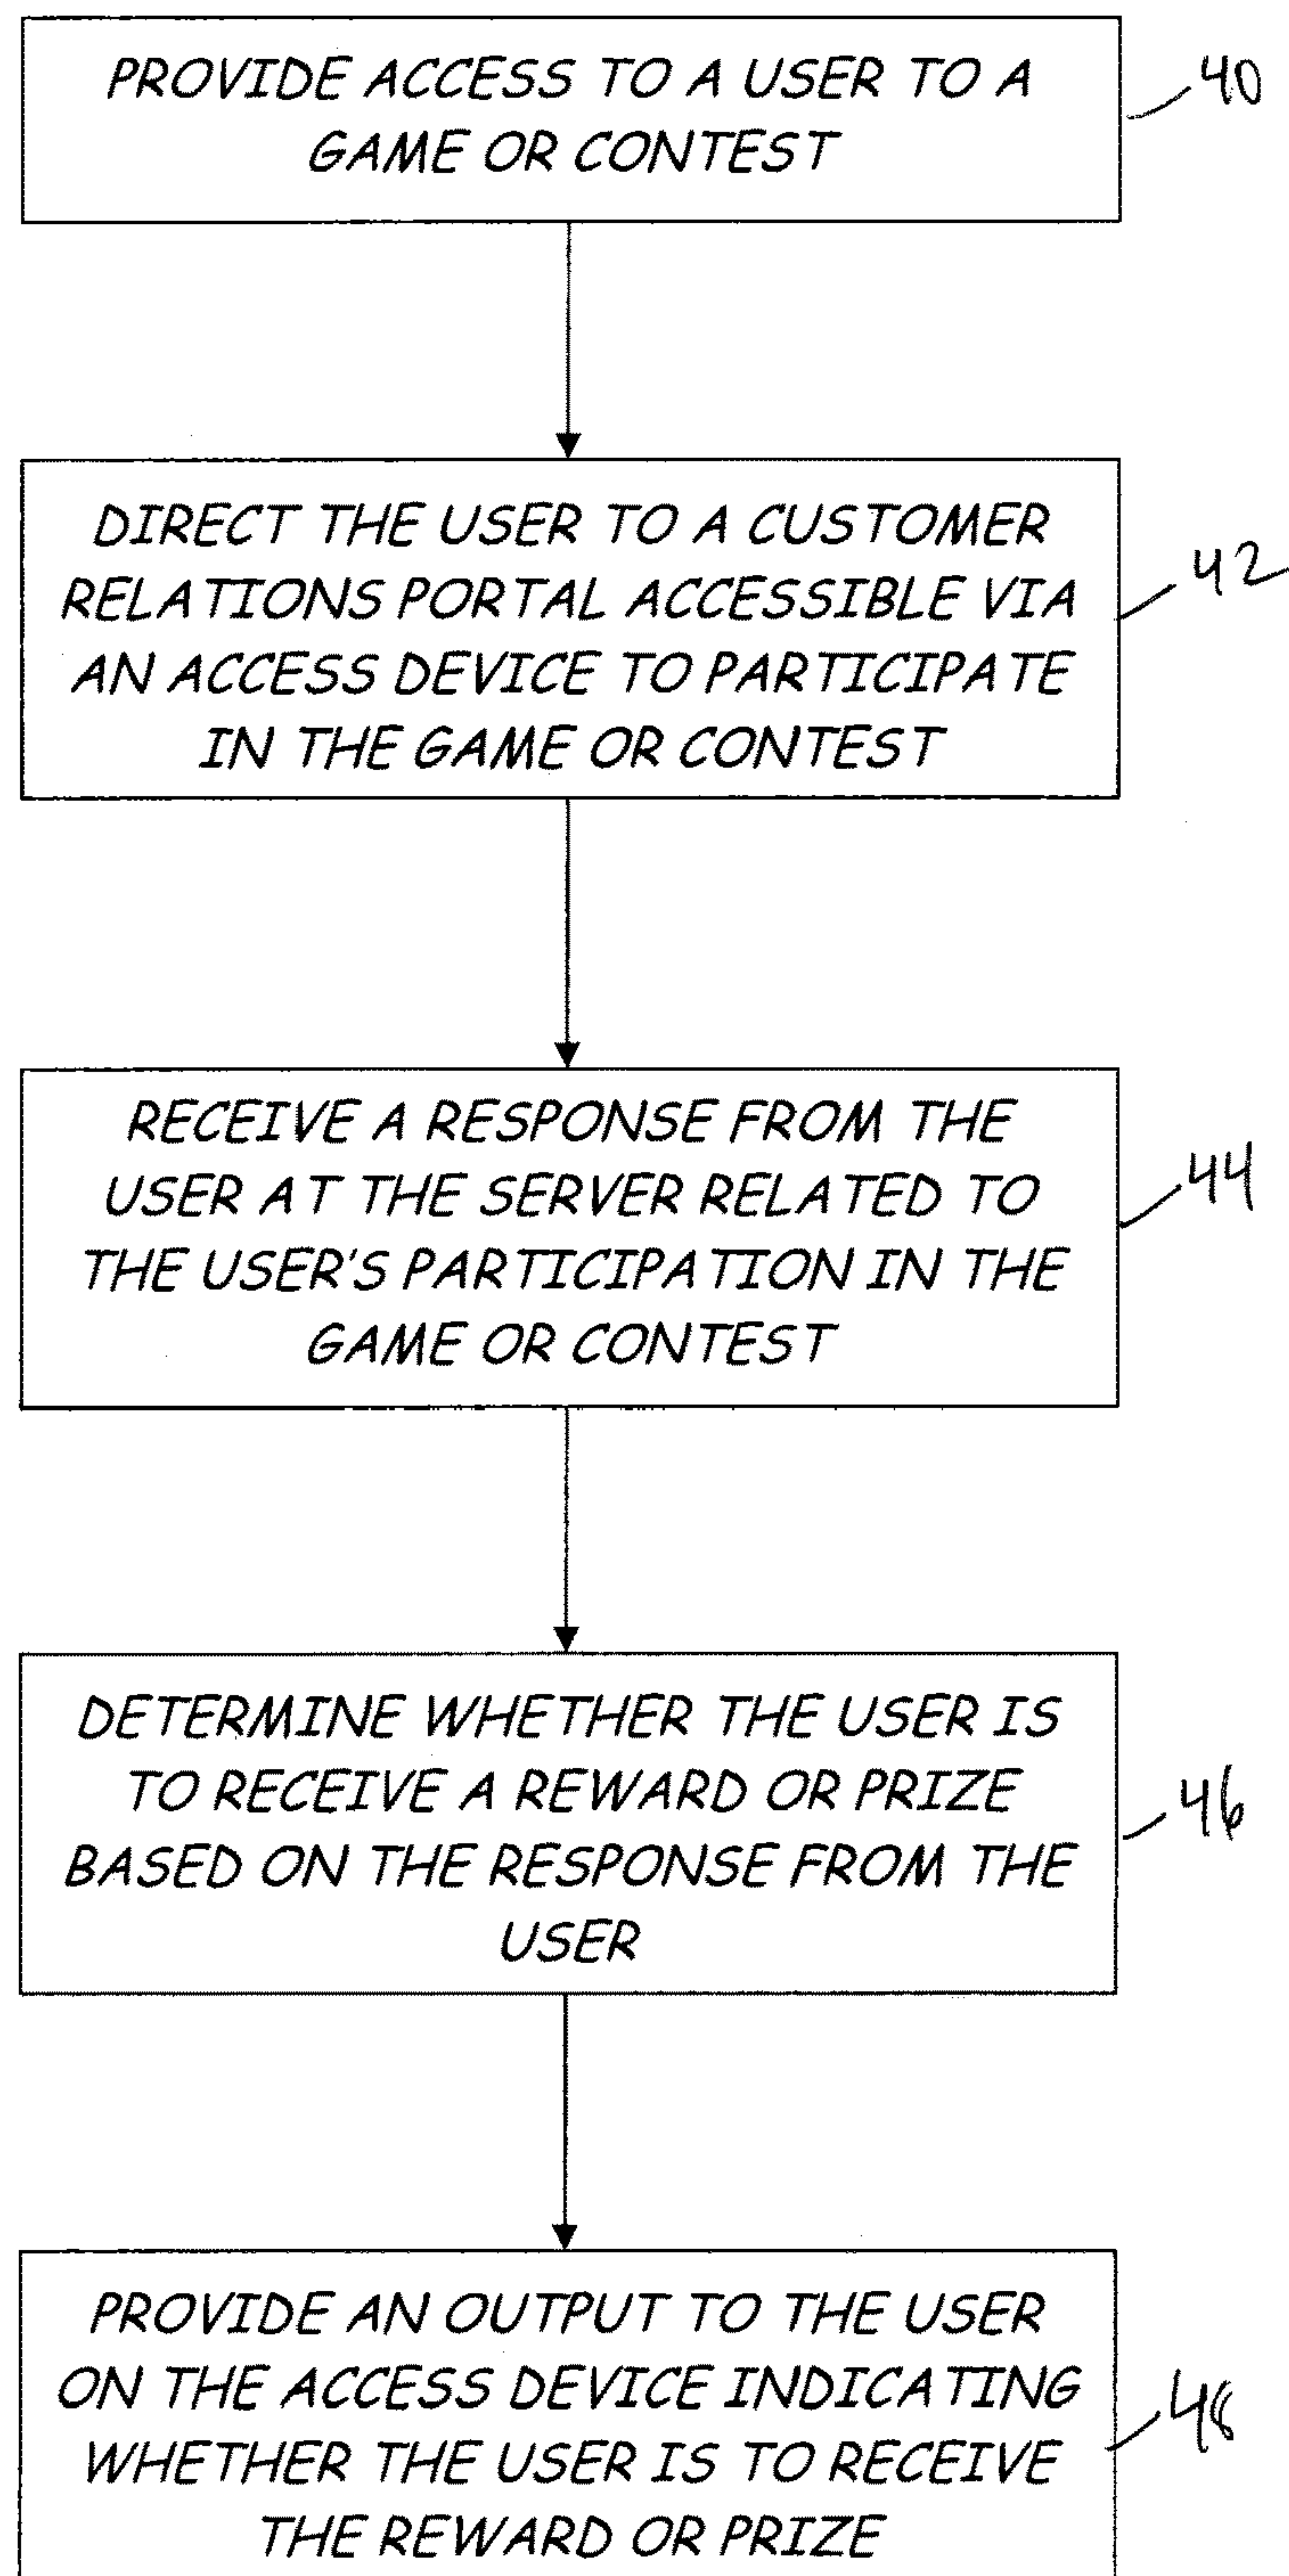 PROVIDE ACCESS TO A USER TO A
GAME OR CONTEST
40
DIRECT THE USER TO A CUSTOMER
RELATIONS PORTAL ACCESSIBLE VIA
AN ACCESS DEVICE TO PARTICIPATE
IN THE GAME OR CONTEST
42
RECEIVE A RESPONSE FROM THE
USER AT THE SERVER RELATED TO
THE USER'S PARTICIPATION IN THE
GAME OR CONTEST
44
DETERMINE WHETHER THE USER IS
TO RECEIVE A REWARD OR PRIZE
BASED ON THE RESPONSE FROM THE
USER
46
PROVIDE AN OUTPUT TO THE USER
ON THE ACCESS DEVICE INDICATING
WHETHER THE USER IS TO RECEIVE
THE REWARD OR PRIZE
48